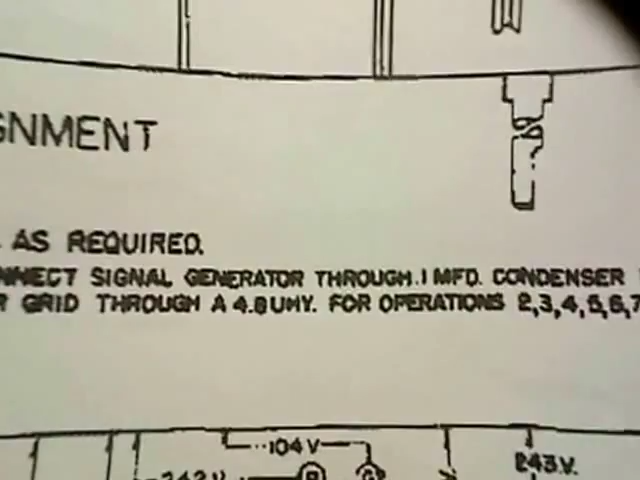 GNMENT
AS REQUIRED.
NNECT SIGNAL GENERATOR THROUGH .1 MFD. CONDENSER
R GRID THROUGH A 4.8 UHY. FOR OPERATIONS 2,3,4,5,6,7
104 V
243 V.
242 V